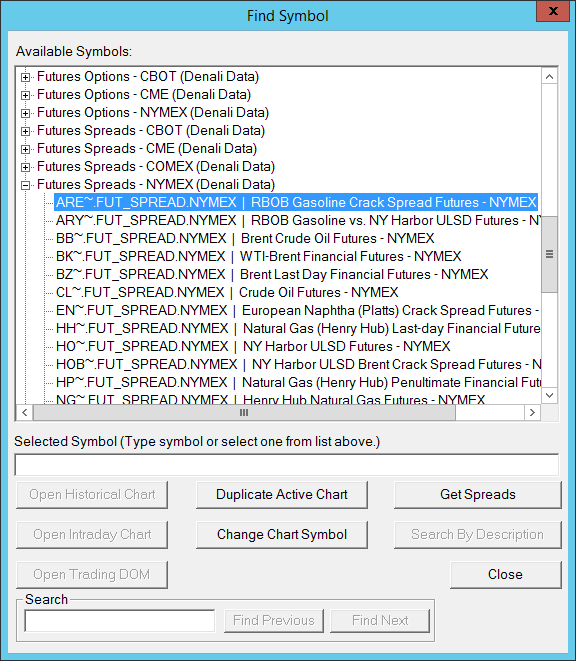 Find Symbol
x
Available Symbols:
Futures Options - CBOT (Denali Data)
Futures Options - CME (Denali Data)
Futures Options - NYMEX (Denali Data)
Futures Spreads - CBOT (Denali Data)
Futures Spreads - CME (Denali Data)
Futures Spreads - COMEX (Denali Data)
Futures Spreads - NYMEX (Denali Data)
ARE~.FUT_SPREAD.NYMEX | RBOB Gasoline Crack Spread Futures - NYMEX
ARY~.FUT_SPREAD.NYMEX | RBOB Gasoline vs. NY Harbor ULSD Futures - NY
BB~.FUT_SPREAD.NYMEX | Brent Crude Oil Futures - NYMEX
BK~.FUT_SPREAD.NYMEX | WTI-Brent Financial Futures - NYMEX
BZ~.FUT_SPREAD.NYMEX | Brent Last Day Financial Futures - NYMEX
CL~.FUT_SPREAD.NYMEX | Crude Oil Futures - NYMEX
EN~.FUT_SPREAD.NYMEX | European Naphtha (Platts) Crack Spread Futures
HH~.FUT_SPREAD.NYMEX | Natural Gas (Henry Hub) Last-day Financial Future
HO~.FUT_SPREAD.NYMEX | NY Harbor ULSD Futures - NYMEX
HOB~.FUT_SPREAD.NYMEX | NY Harbor ULSD Brent Crack Spread Futures - N
HP~.FUT_SPREAD.NYMEX | Natural Gas (Henry Hub) Penultimate Financial Fut
NG~.FUT_SPREAD.NYMEX | Henry Hub Natural Gas Futures - NYMEX
Selected Symbol (Type symbol or select one from list above.)
Open Historical Chart
Duplicate Active Chart
Get Spreads
Open Intraday Chart
Change Chart Symbol
Search By Description
Open Trading DOM
Close
Search
Find Previous
Find Next